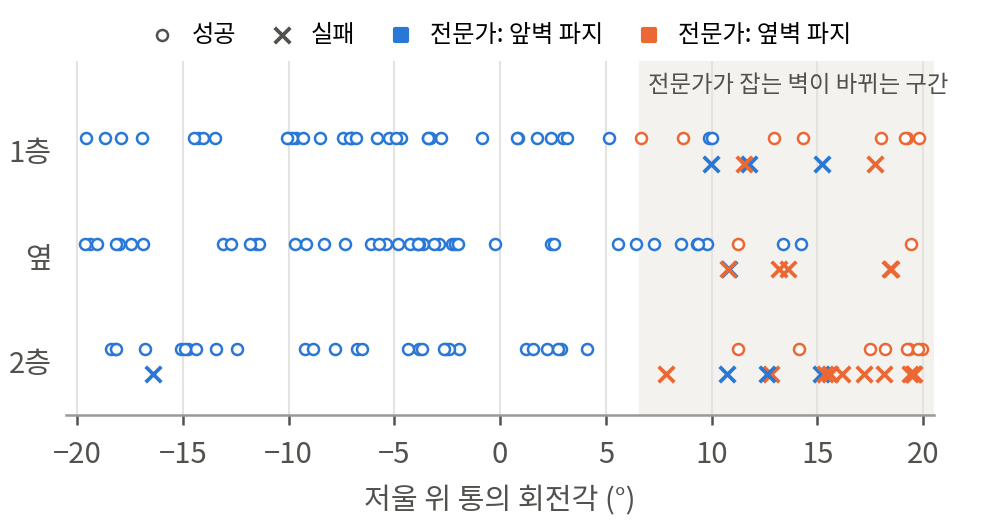 성공 실패 전문가: 앞벽 파지 전문가: 옆벽 파지
전문가가 잡는 벽이 바뀌는 구간
1층
옆
2층
−20 −15 −10 −5 0 5 10 15 20
저울 위 통의 회전각 (°)